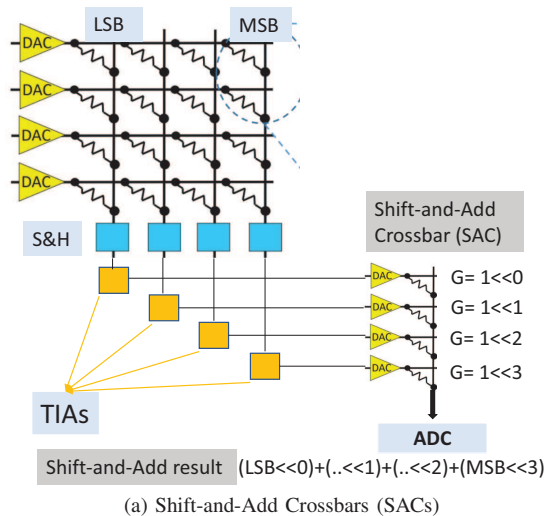 LSB MSB
DAC
DAC
DAC
DAC
S&H
Shift-and-Add
Crossbar (SAC)
DAC G= 1<<0
DAC G= 1<<1
DAC G= 1<<2
DAC G= 1<<3
TIAs
ADC
Shift-and-Add result (LSB<<0)+(..<<1)+(..<<2)+(MSB<<3)
(a) Shift-and-Add Crossbars (SACs)